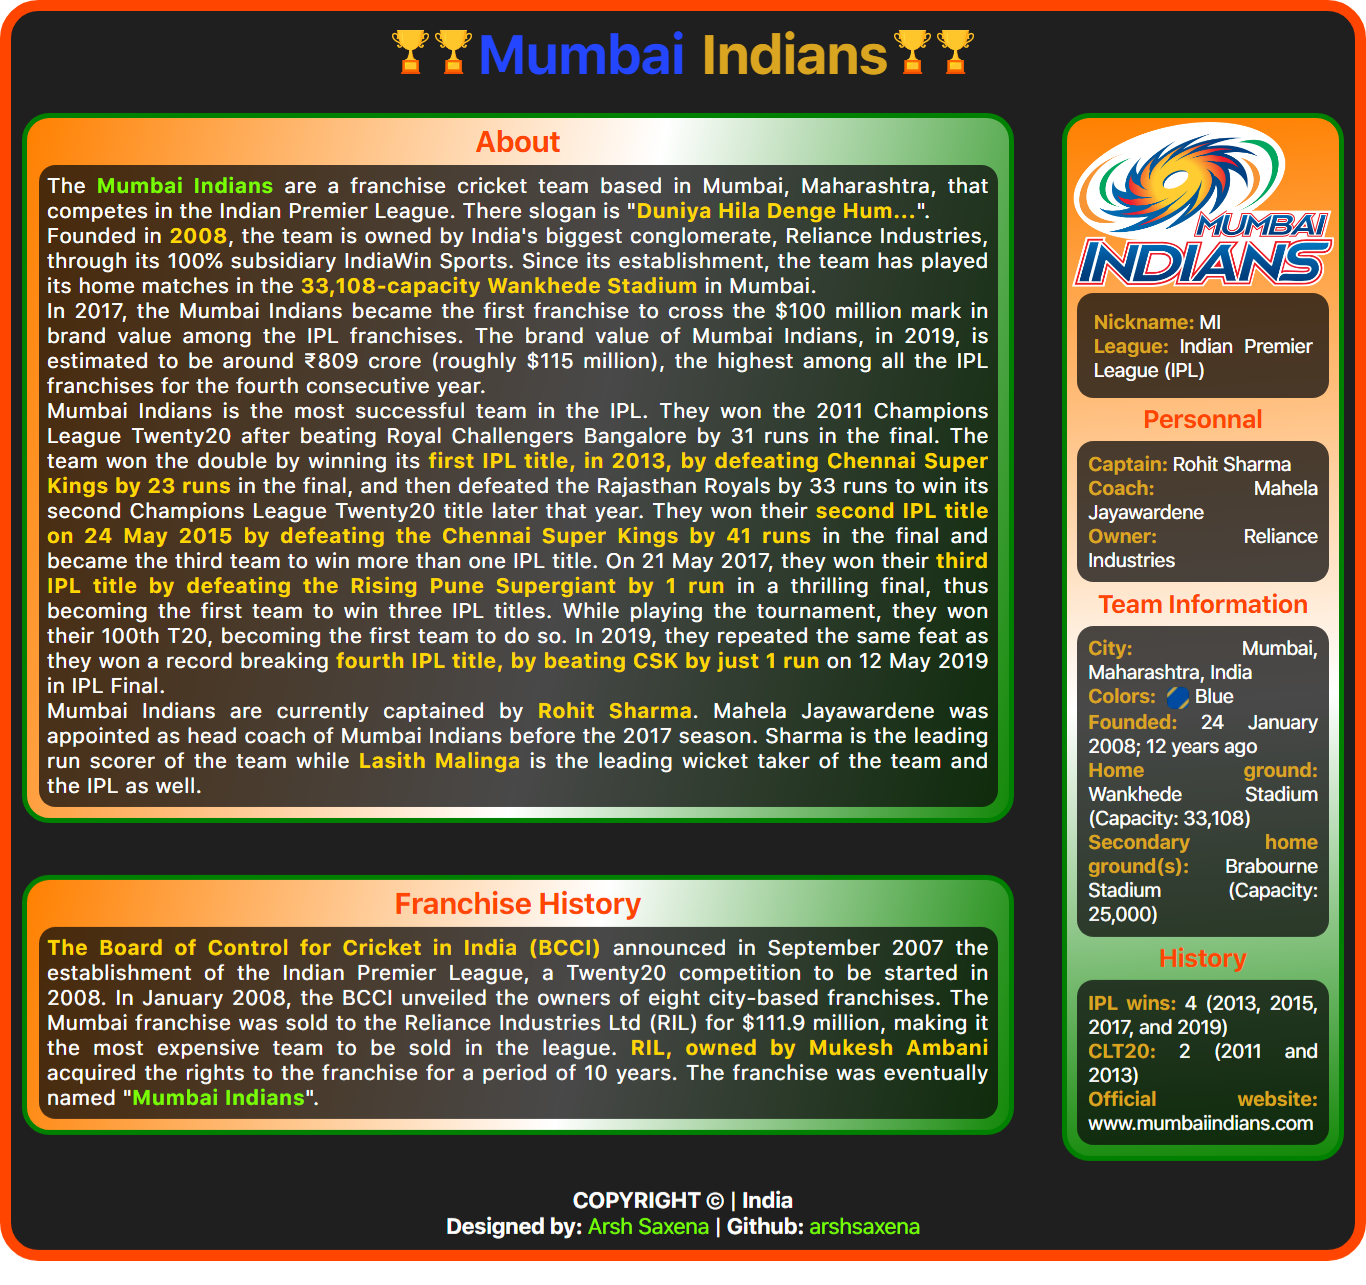 Mumbai Indians
About
The Mumbai Indians are a franchise cricket team based in Mumbai, Maharashtra, that
competes in the Indian Premier League. There slogan is "Duniya Hila Denge Hum...".
Founded in 2008, the team is owned by India's biggest conglomerate, Reliance Industries,
through its 100% subsidiary IndiaWin Sports. Since its establishment, the team has played
its home matches in the 33,108-capacity Wankhede Stadium in Mumbai.
In 2017, the Mumbai Indians became the first franchise to cross the $100 million mark in
brand value among the IPL franchises. The brand value of Mumbai Indians, in 2019, is
estimated to be around ₹809 crore (roughly $115 million), the highest among all the IPL
franchises for the fourth consecutive year.
Mumbai Indians is the most successful team in the IPL. They won the 2011 Champions
League Twenty20 after beating Royal Challengers Bangalore by 31 runs in the final. The
team won the double by winning its first IPL title, in 2013, by defeating Chennai Super
Kings by 23 runs in the final, and then defeated the Rajasthan Royals by 33 runs to win its
second Champions League Twenty20 title later that year. They won their second IPL title
on 24 May 2015 by defeating the Chennai Super Kings by 41 runs in the final and
became the third team to win more than one IPL title. On 21 May 2017, they won their third
IPL title by defeating the Rising Pune Supergiant by 1 run in a thrilling final, thus
becoming the first team to win three IPL titles. While playing the tournament, they won
their 100th T20, becoming the first team to do so. In 2019, they repeated the same feat as
they won a record breaking fourth IPL title, by beating CSK by just 1 run on 12 May 2019
in IPL Final.
Mumbai Indians are currently captained by Rohit Sharma. Mahela Jayawardene was
appointed as head coach of Mumbai Indians before the 2017 season. Sharma is the leading
run scorer of the team while Lasith Malinga is the leading wicket taker of the team and
the IPL as well.
Franchise History
The Board of Control for Cricket in India (BCCI) announced in September 2007 the
establishment of the Indian Premier League, a Twenty20 competition to be started in
2008. In January 2008, the BCCI unveiled the owners of eight city-based franchises. The
Mumbai franchise was sold to the Reliance Industries Ltd (RIL) for $111.9 million, making it
the most expensive team to be sold in the league. RIL, owned by Mukesh Ambani
acquired the rights to the franchise for a period of 10 years. The franchise was eventually
named "Mumbai Indians".
MUMBAI
INDIANS
Nickname: MI
League: Indian Premier
League (IPL)
Personnal
Captain: Rohit Sharma
Coach: Mahela
Jayawardene
Owner: Reliance
Industries
Team Information
City: Mumbai,
Maharashtra, India
Colors: Blue
Founded: 24 January
2008; 12 years ago
Home ground:
Wankhede Stadium
(Capacity: 33,108)
Secondary home
ground(s): Brabourne
Stadium (Capacity:
25,000)
History
IPL wins: 4 (2013, 2015,
2017, and 2019)
CLT20: 2 (2011 and
2013)
Official website:
www.mumbaiindians.com
COPYRIGHT © | India
Designed by: Arsh Saxena | Github: arshsaxena